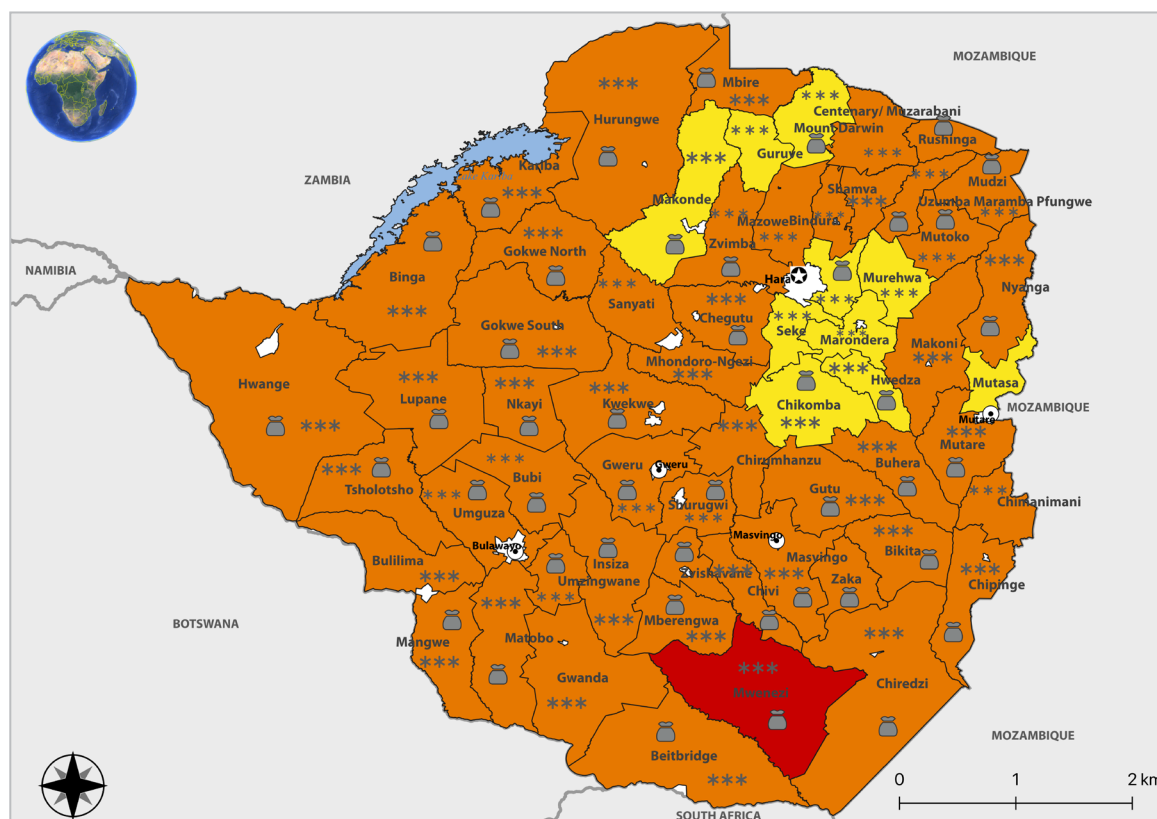 MOZAMBIQUE
Mbire
***
***
***
Centenary/ Muzarabani
Hurungwe
***
Mount Darwin
Rushinga
***
Guruve
***
ZAMBIA
Kariba
***
Mudzi
Makonde
***
Shamva
***
Uzumba Maramba Pfungwe
***
Mazowe
Bindura
***
***
Zvimba
***
Mutoko
***
Gokwe North
***
NAMIBIA
Binga
***
Harare
Murehwa
***
***
Nyanga
***
Sanyati
***
Chegutu
***
Seke
***
Marondera
***
Makoni
***
Gokwe South
***
Mhondoro-Ngezi
***
Hwange
***
Lupane
***
Nkayi
***
Kwekwe
***
Hwedza
***
Mutasa
Chikomba
***
MOZAMBIQUE
Mutare
Mutare
***
Chirumhanzu
***
Buhera
***
Tsholotsho
***
Bubi
***
Gweru
Gweru
***
Umguza
***
Shurugwi
***
Gutu
***
Chimanimani
***
Bulawayo
Masvingo
Masvingo
***
Bikita
***
Bulilima
***
Insiza
***
Umzingwane
***
Zvishavane
***
Chivi
Zaka
Chipinge
***
BOTSWANA
Mangwe
***
Matobo
***
Mberengwa
***
***
Gwanda
***
Mwenezi
***
Chiredzi
MOZAMBIQUE
Beitbridge
***
0 1 2 km
SOUTH AFRICA